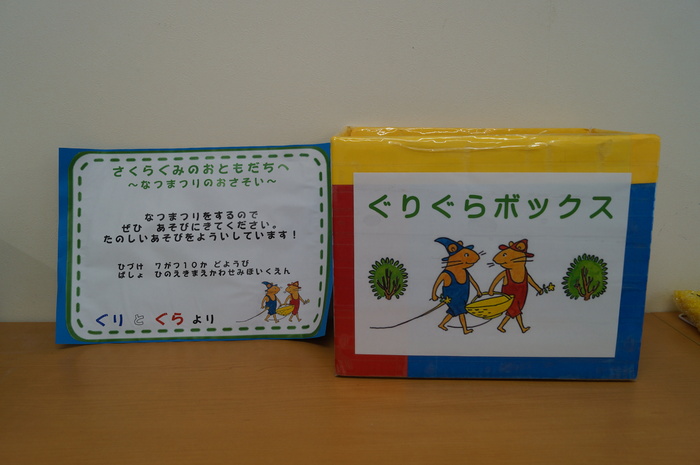 さくらぐみのおともだちへ
～なつまつりのおさそい～
なつまつりをするので
ぜひ　あそびにきてください。
たのしいあそびをよういしています！
ひづけ　７がつ１０か どようび
ばしょ　ひのえきまえかわせみほいくえん
ぐり と ぐら より
ぐりぐらボックス